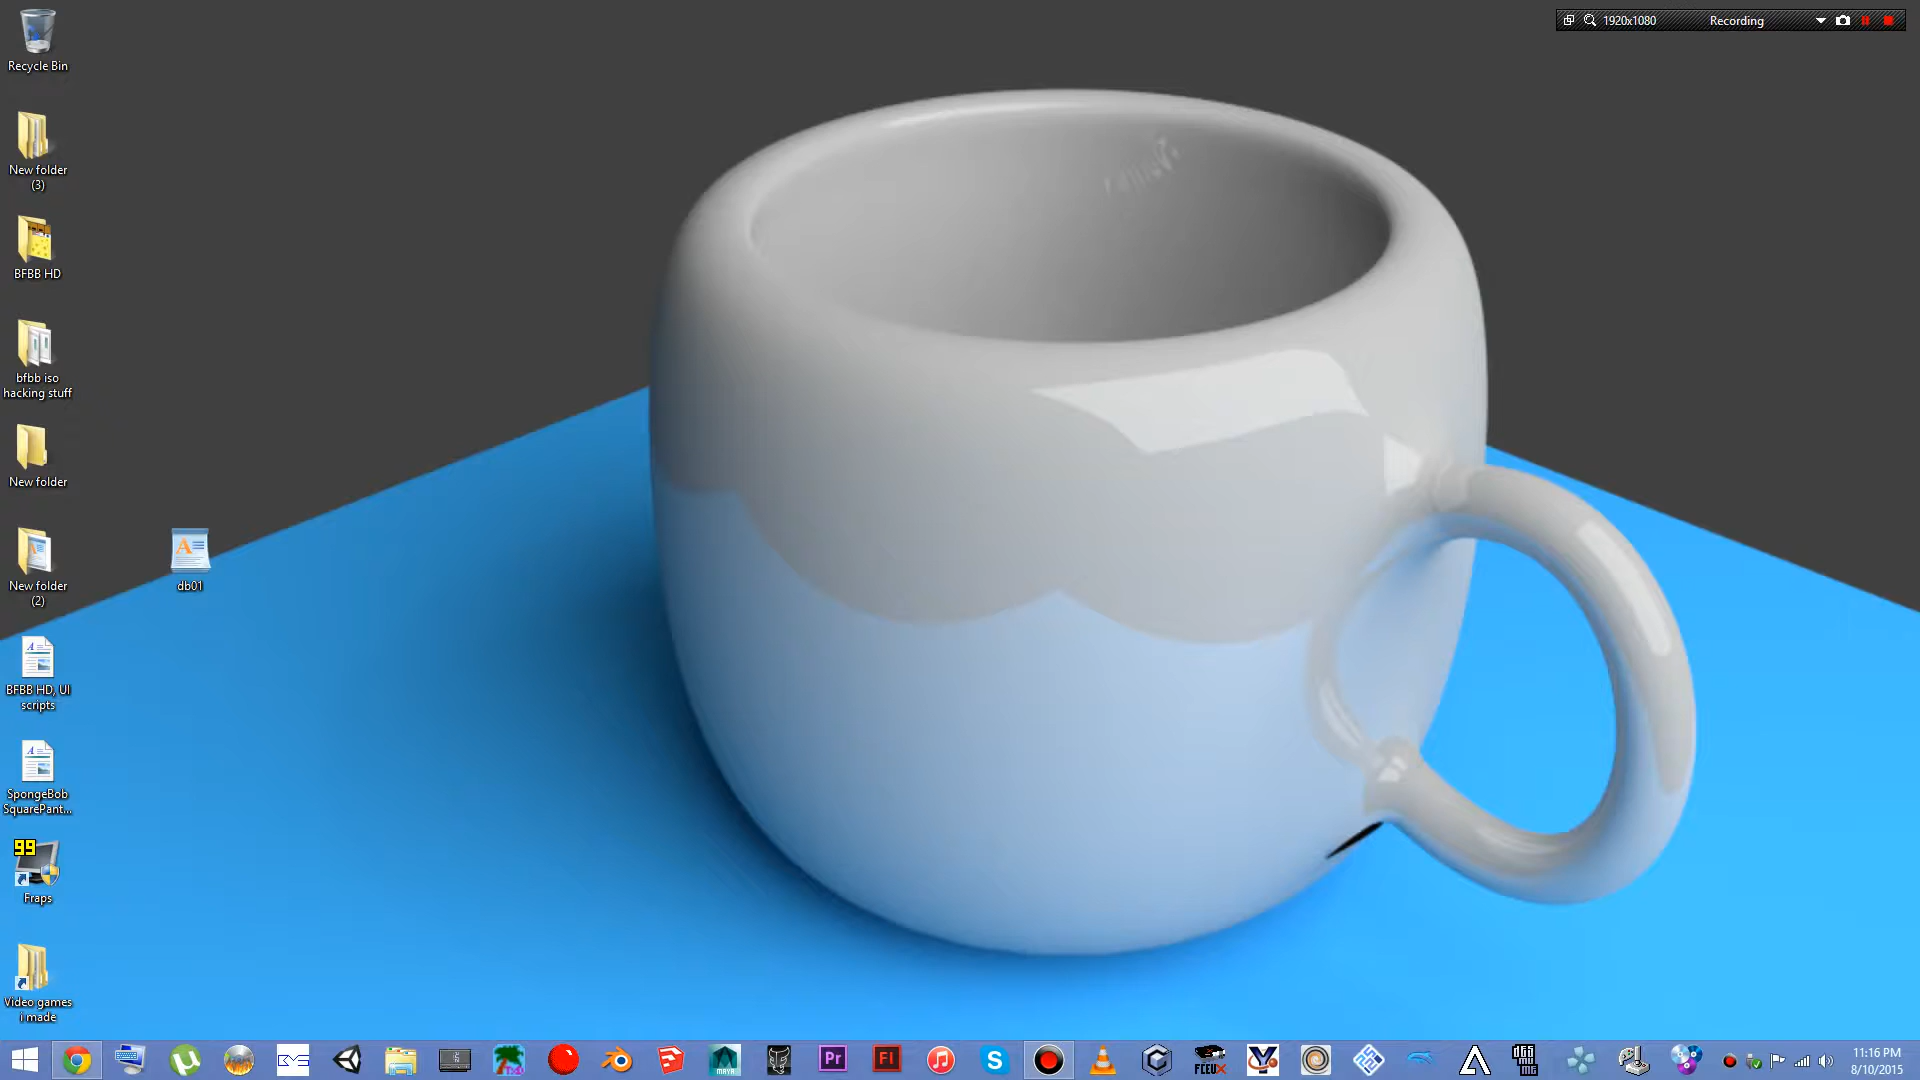 Recycle Bin
1920x1080
Recording
New folder
(3)
BFBB HD
bfbb iso
hacking stuff
New folder
New folder
(2)
db01
BFBB HD, UI
scripts
SpongeBob
SquarePant...
99
Fraps
Video games
i made
Pr
Fl
MAYA
FCEUX
11:16 PM
8/10/2015